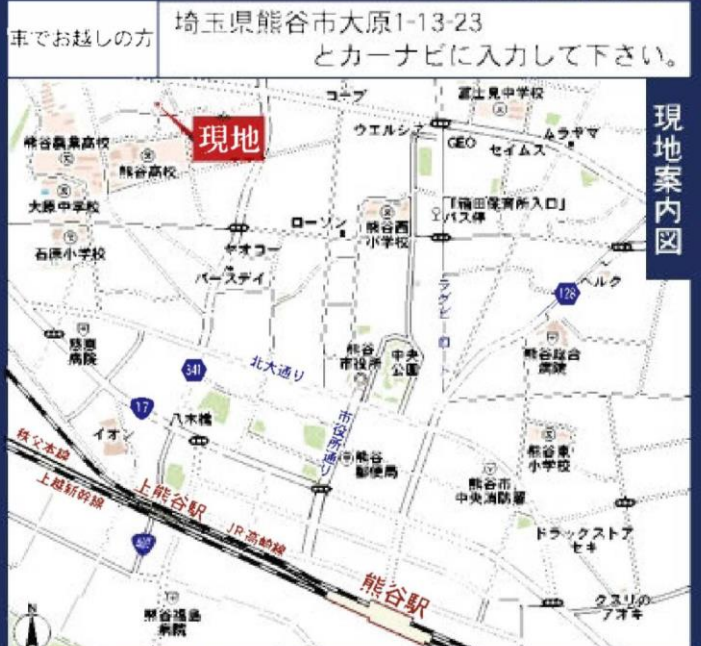 車でお越しの方
埼玉県熊谷市大原1-13-23
とカーナビに入力して下さい。
現地案内図
コープ
富士見中学校
ウエルシア
GEO
セイムス
ムラヤマ
熊谷農業高校
熊谷高校
現地
大原中学校
石原小学校
ローソン
熊谷西
小学校
「箱田保育所入口」
バス停
ヤオコー
バースデイ
ラグビーロード
128
ベルク
慈恵
病院
341
北大通り
熊谷
市役所
中央
公園
熊谷総合
病院
17
八木橋
イオン
市役所通り
熊谷
郵便局
熊谷東
小学校
熊谷市
中央消防署
秩父本線
上越新幹線
上熊谷駅
JR高崎線
ドラッグストア
セキ
407
熊谷駅
クスリの
アオキ
熊谷福島
病院
N